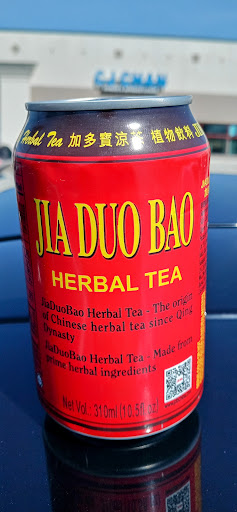 C.J.CHAN
Herbal Tea 加多寶涼茶 植物飲料
JIA DUO BAO
HERBAL TEA
JiaDuoBao Herbal Tea - The origin
of Chinese herbal tea since Qing
Dynasty
JiaDuoBao Herbal Tea - Made from
prime herbal ingredients
Net Vol. 310ml (10.5fl oz)